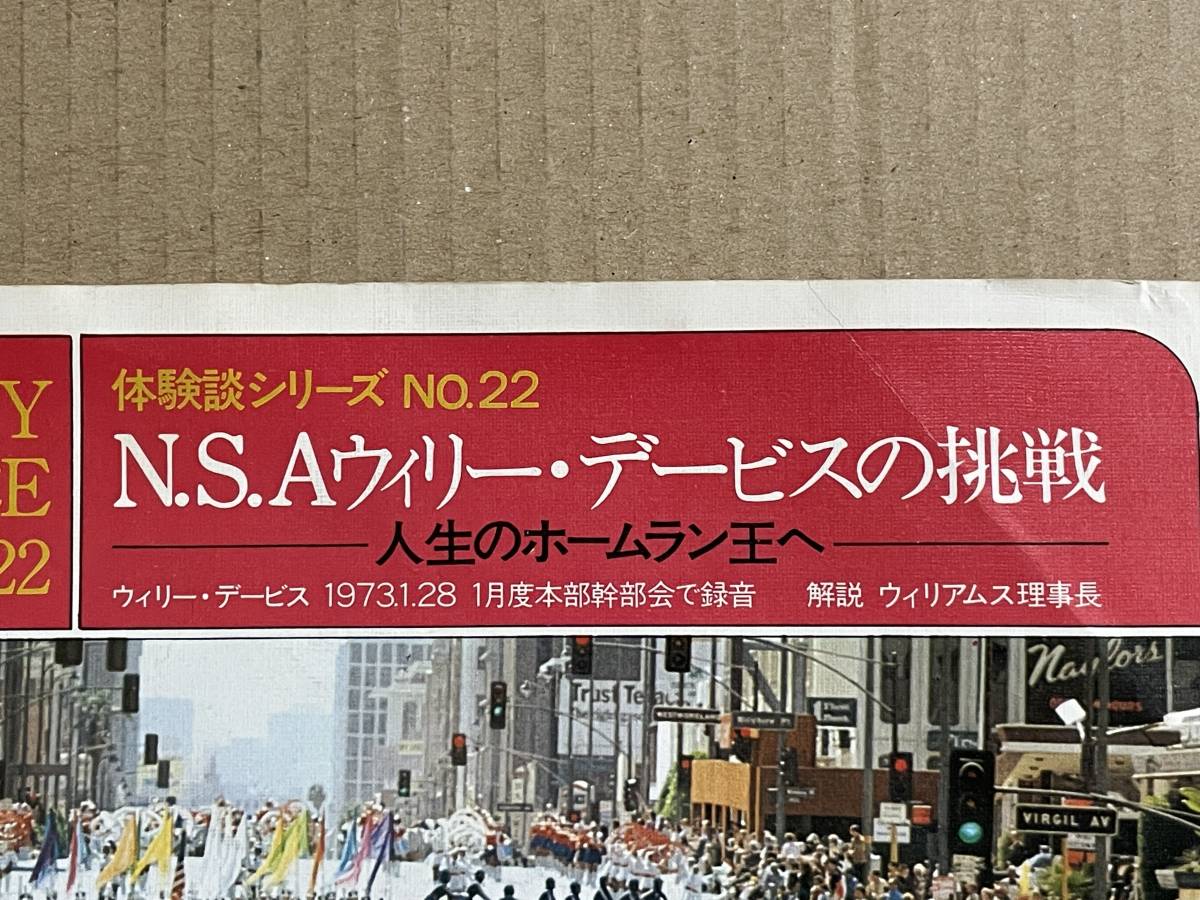 Y
E
22
体験談シリーズ NO.22
N.S.Aウィリー・デービスの挑戦
人生のホームラン王へ
ウィリー・デービス 1973.1.28 1月度本部幹部会で録音 解説 ウィリアムス理事長
Naylors
Trust
WESTMORELAND
VIRGIL AV